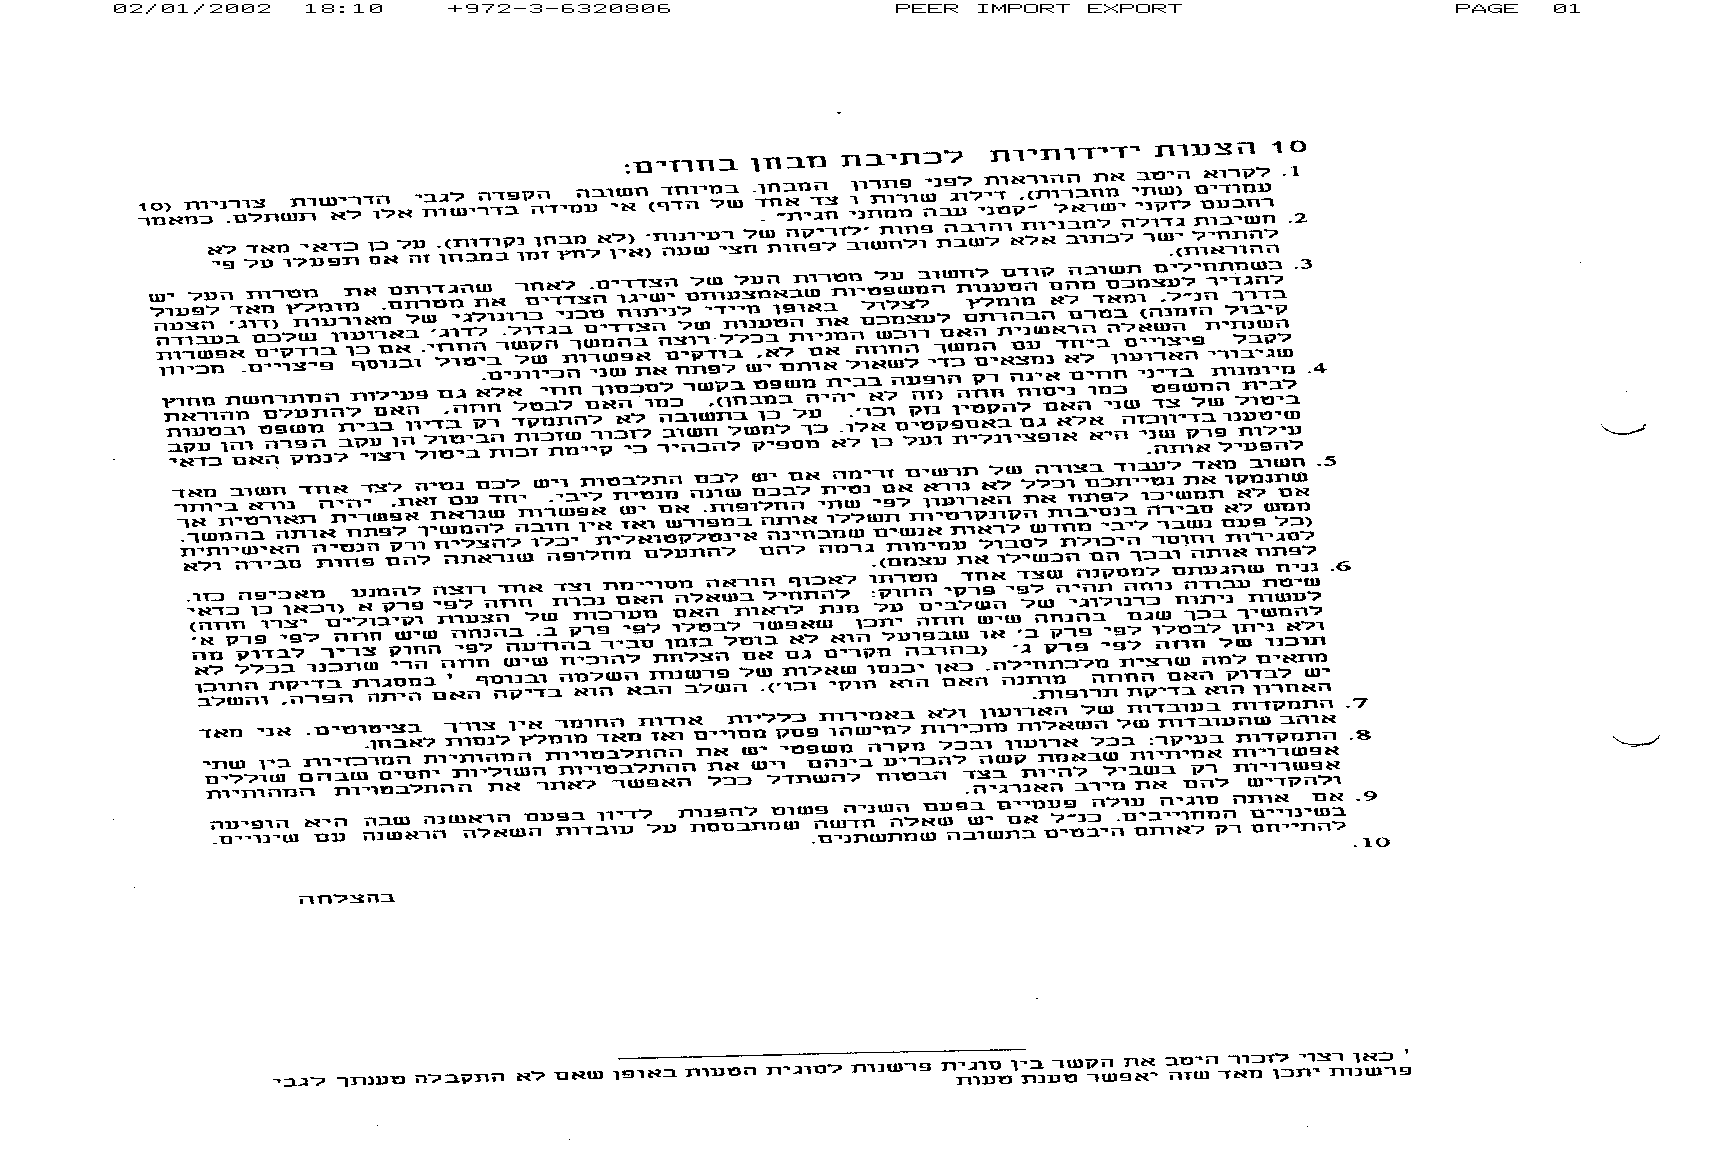 02/01/2002 18:10 +972-3-6320806 PEER IMPORT EXPORT PAGE 01
10 הצעות ידידותיות לכתיבת מבחן בחוזים:
1. לקרוא היטב את ההוראות לפני פתרון המבחן. במיוחד חשובה הקפדה לגבי הדרישות צורניות (10
עמודים (שתי מחברות), דילוג שורות ו צד אחד של הדף) אי עמידה בדרישות אלו לא תשתלם. כמאמר
רחבעם לזקני ישראל "קטני עבה ממתני חגית".
2. חשיבות גדולה למבניות והרבה פחות 'לזריקה של רעיונות' (לא מבחן נקודות). על כן כדאי מאד לא
להתחיל ישר לכתוב אלא לשבת ולחשוב לפחות חצי שעה (אין לחץ זמן במבחן זה אם תפעלו על פי
ההוראות).
3. כשמתחילים תשובה קודם לחשוב על מטרות העל של הצדדים. לאחר שהגדרתם את מטרות העל יש
להגדיר לעצמכם מהם הטענות המשפטיות שבאמצעותם ישיגו הצדדים את מטרתם. מומלץ מאד לפעול
בדרך הנ"ל, ומאד לא מומלץ לצלול באופן מיידי לניתוח טכני כרונולגי של מאורעות (דוג' הצעה
קיבול הזמנה) בטרם הבהרתם לעצמכם את הטענות של הצדדים בגדול. לדוג' בארועון שלכם בעבודה
השנתית השאלה הראשנית האם רוכש המניות בכלל רוצה בהמשך הקשר החחי. אם כן בודקים אפשרות
לקבל פיצויים ביחד עם המשך החוזה אם לא, בודקים אפשרות של ביטול ובנוסף פיצויים. מכיוון
שגיבורי הארועון לא נמצאים כדי לשאול אותם יש לפתח את שני הכיוונים.
4. מיומנות בדיני חחים אינה רק הופעה בבית משפט בקשר לסכסוך חחי אלא גם פעילות המתרחשת מחוץ
לבית המשפט כמו ניסוח חוזה (זה לא יהיה במבחן), כמו האם לבטל חוזה, האם להתעלם מהוראת
ביטול של צד שני האם להקטין נזק וכו'. על כן בתשובה לא להתמקד רק בדיון בבית משפט ובטעות
שיטענו בדיוןכזה אלא גם באספקטים אלו. כך למשל חשוב לזכור שזכות הביטול הן עקב הפרה והן עקב
עילות פרק שני היא אופציונלית ועל כן לא מספיק להבהיר כי קיימת זכות ביטול רצוי לנמק האם כדאי
להפעיל אותה.
5. חשוב מאד לעבוד בצורה של תרשים זרימה אם יש לכם התלבטות ויש לכם נטיה לצד אחד חשוב מאד
שתנמקו את נטייתכם וכלל לא נורא אם נטית לבכם שונה מנטית ליבי. יחד עם זאת, יהיה נורא ביותר
אם לא תמשיכו לפתח את הארועון לפי שתי החלופות. אם יש אפשרות שנראת אפשרית תאורטית אך
ממש לא סבירה בנסיבות הקונקרטיות תשללו אותה במפורש ואז אין חובה להמשיך לפתח אותה בהמשך.
(כל פעם נשבר ליבי מחדש לראות אנשים שמבחינה אינטלקטואלית יכלו להצליח ורק הנטיה האישיותית
לסגירות וחוסר היכולת לסבול עמימות גרמה להם להתעלם מחלופה שנראתה להם פחות סבירה ולא
לפתח אותה ובכך הם הכשילו את עצמם).
6. נניח שהגעתם למסקנה שצד אחד מטרתו לאכוף הוראה מסויימת וצד אחד רוצה להמנע מאכיפה כזו.
שיטת עבודה נוחה תהיה לפי פרקי החוק: להתחיל בשאלה האם נכרת חוזה לפי פרק א (וכאן כן כדאי
לעשות ניתוח כרנולוגי של השלבים על מנת לראות האם מערכות של הצעות וקיבולים יצרו חוזה)
להמשיך בכך שגם בהנחה שיש חוזה יתכן שאפשר לבטלו לפי פרק ב. בהנחה שיש חוזה לפי פרק א'
ולא ניתן לבטלו לפי פרק ב' או שבפועל הוא לא בוטל בזמן סביר בהודעה לפי החוק צריך לבדוק מה
תוכנו של חוזה לפי פרק ג' (בהרבה מקרים גם אם הצלחת להוכיח שיש חוזה הרי שתכנו בכלל לא
מתאים למה שרצית מלכתחילה. כאן יכנסו שאלות של פרשנות השלמה ובנוסף ' במסגרת בדיקת התוכן
יש לבדוק האם החוזה מותנה האם הוא חוקי וכו'). השלב הבא הוא בדיקה האם היתה הפרה, והשלב
האחרון הוא בדיקת תרופות.
7. התמקדות בעובדות של הארועון ולא באמירות כלליות אודות החומר אין צורך בציטוטים. אני מאד
אוהב שהעובדות של השאלות מזכירות למישהו פסק מסויים ואז מאד מומלץ לנסות לאבחן.
8. התמקדות בעיקר: בכל ארועון ובכל מקרה משפטי יש את ההתלבטויות המהותיות המרכזיות בין שתי
אפשרויות אמיתיות שבאמת קשה להכריע בינהם ויש את ההתלבטויות השוליות יחסים שבהם שוללים
אפשרויות רק בשביל להיות בצד הבטוח להשתדל ככל האפשר לאתר את ההתלבטויות המהותיות
ולהקדיש להם את מירב האנרגיה.
9. אם אותה סוגיה עולה פעמיים בפעם השניה פשוט להפנות לדיון בפעם הראשנה שבה היא הופיעה
בשינויים המחוייבים. כנ"ל אם יש שאלה חדשה שמתבססת על עובדות השאלה הראשנה עם שינויים.
להתייחס רק לאותם היבטים בתשובה שמשתנים.
10.
בהצלחה
' כאן רצוי לזכור היטב את הקשר בין סוגית פרשנות לסוגית הטעות באופן שאם לא התקבלה טענתך לגבי
פרשנות יתכן מאד שזה יאפשר טענת טעות